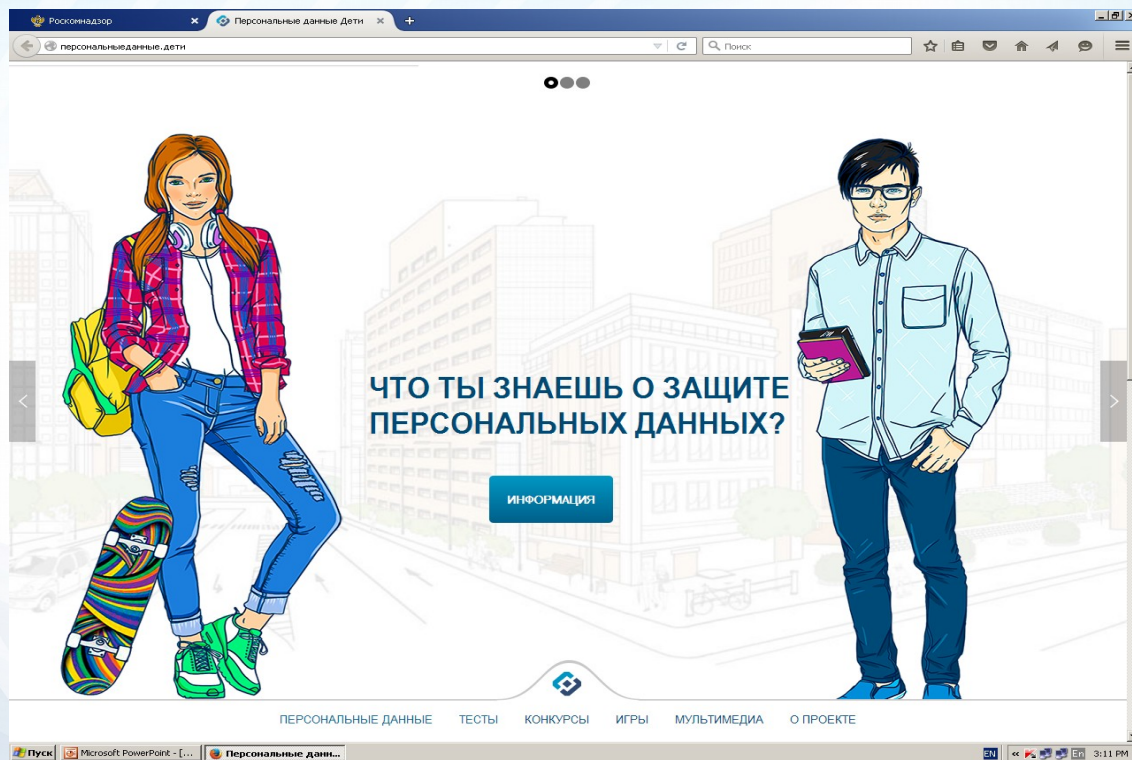 Роскомнадзор
Персональные данные Дети
персональныеданные.дети
Поиск
ЧТО ТЫ ЗНАЕШЬ О ЗАЩИТЕ
ПЕРСОНАЛЬНЫХ ДАННЫХ?
ИНФОРМАЦИЯ
ПЕРСОНАЛЬНЫЕ ДАННЫЕ ТЕСТЫ КОНКУРСЫ ИГРЫ МУЛЬТИМЕДИА О ПРОЕКТЕ
Пуск Microsoft PowerPoint - [... Персональные данн... EN En 3:11 PM